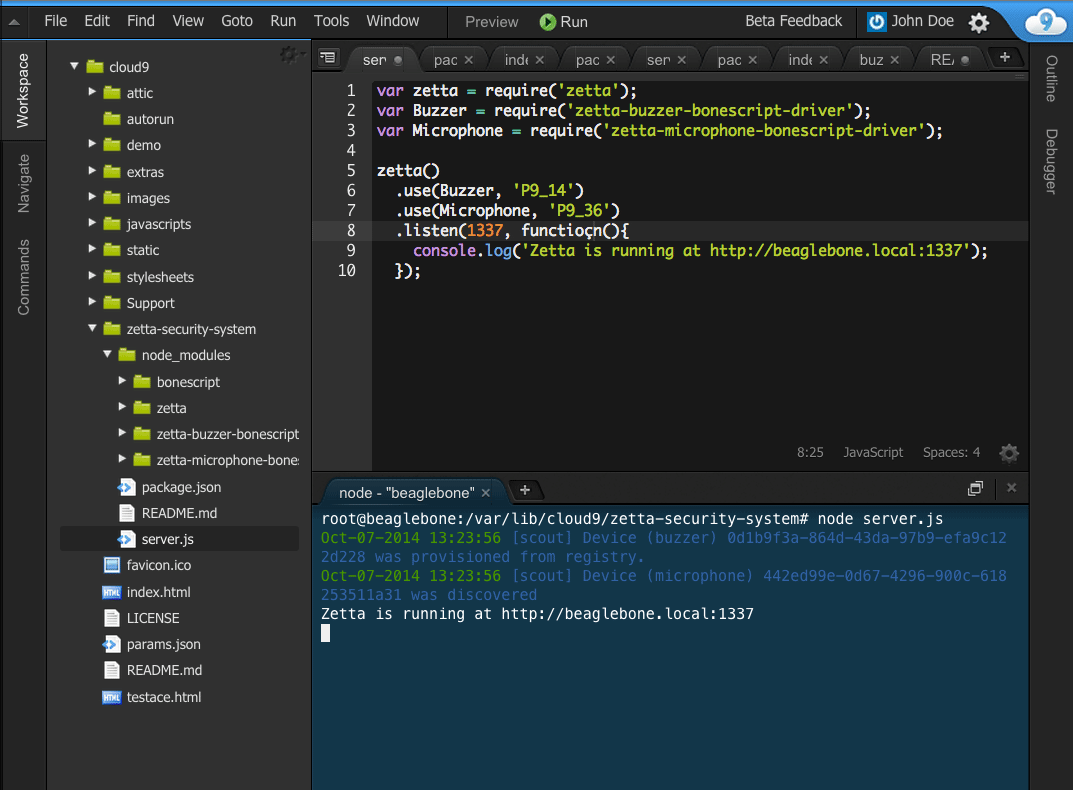 File Edit Find View Goto Run Tools Window Preview Run Beta Feedback John Doe 9
Workspace
Navigate
Commands
cloud9
attic
autorun
demo
extras
images
javascripts
static
stylesheets
Support
zetta-security-system
node_modules
bonescript
zetta
zetta-buzzer-bonescript
zetta-microphone-bones
package.json
README.md
server.js
favicon.ico
index.html
LICENSE
params.json
README.md
testace.html
ser pac inde pac ser pac inde buz REA +
1 var zetta = require('zetta');
2 var Buzzer = require('zetta-buzzer-bonescript-driver');
3 var Microphone = require('zetta-microphone-bonescript-driver');
4
5 zetta()
6 .use(Buzzer, 'P9_14')
7 .use(Microphone, 'P9_36')
8 .listen(1337, function(){
9 console.log('Zetta is running at http://beaglebone.local:1337');
10 });
8:25 JavaScript Spaces: 4
node - "beaglebone" × +
root@beaglebone:/var/lib/cloud9/zetta-security-system# node server.js
Oct-07-2014 13:23:56 [scout] Device (buzzer) 0d1b9f3a-864d-43da-97b9-efa9c12
2d228 was provisioned from registry.
Oct-07-2014 13:23:56 [scout] Device (microphone) 442ed99e-0d67-4296-900c-618
253511a31 was discovered
Zetta is running at http://beaglebone.local:1337
Outline
Debugger